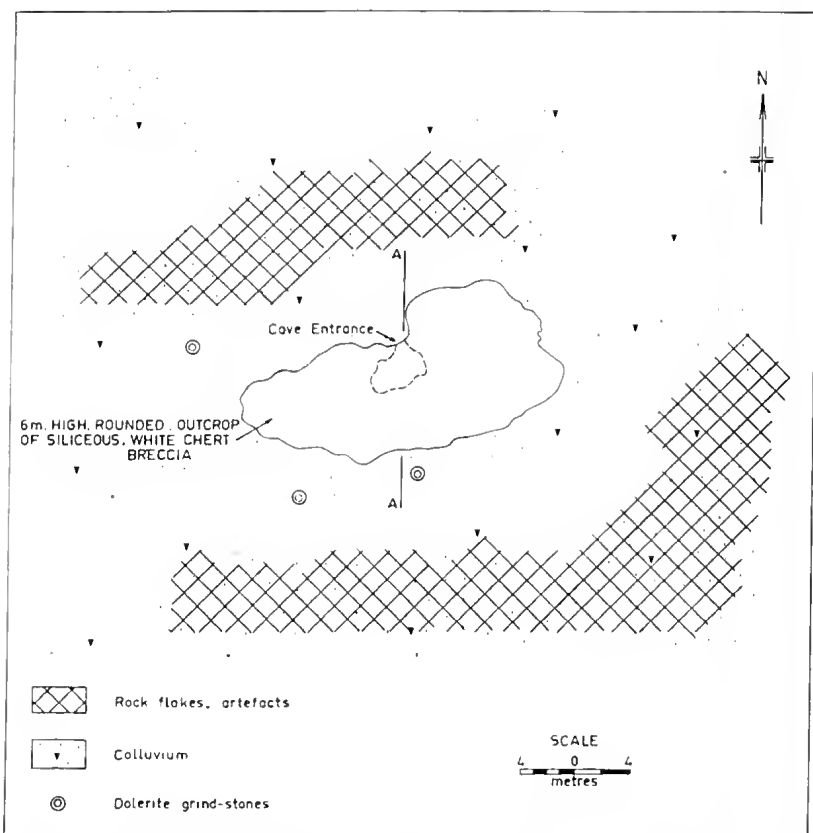 N
A
Cave Entrance
6m. HIGH, ROUNDED. OUTCROP
OF SILICEOUS, WHITE CHERT
BRECCIA
A
Rock flakes, artefacts
Colluvium
Dolerite grind-stones
SCALE
4 0 4
metres